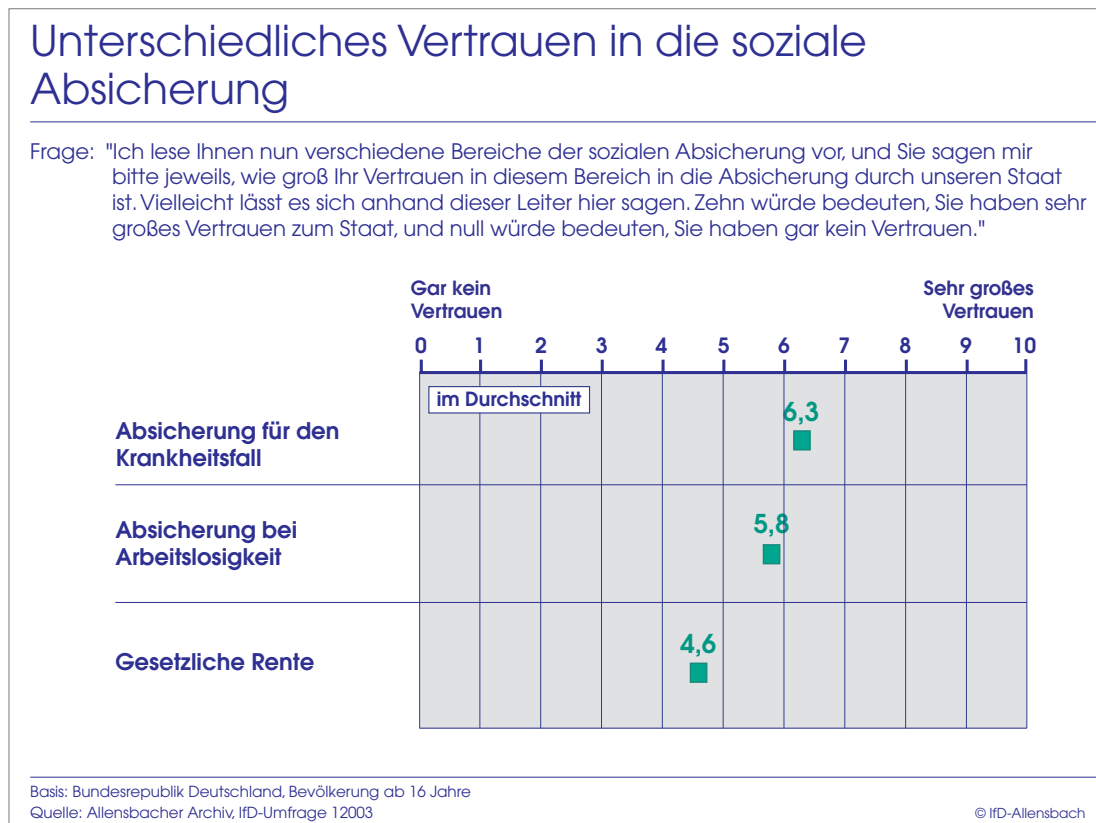 Unterschiedliches Vertrauen in die soziale
Absicherung
Frage: "Ich lese Ihnen nun verschiedene Bereiche der sozialen Absicherung vor, und Sie sagen mir
bitte jeweils, wie groß Ihr Vertrauen in diesem Bereich in die Absicherung durch unseren Staat
ist. Vielleicht lässt es sich anhand dieser Leiter hier sagen. Zehn würde bedeuten, Sie haben sehr
großes Vertrauen zum Staat, und null würde bedeuten, Sie haben gar kein Vertrauen."
Gar kein
Vertrauen
Sehr großes
Vertrauen
0 1 2 3 4 5 6 7 8 9 10
im Durchschnitt
Absicherung für den
Krankheitsfall
6,3
Absicherung bei
Arbeitslosigkeit
5,8
Gesetzliche Rente
4,6
Basis: Bundesrepublik Deutschland, Bevölkerung ab 16 Jahre
Quelle: Allensbacher Archiv, IfD-Umfrage 12003
© IfD-Allensbach